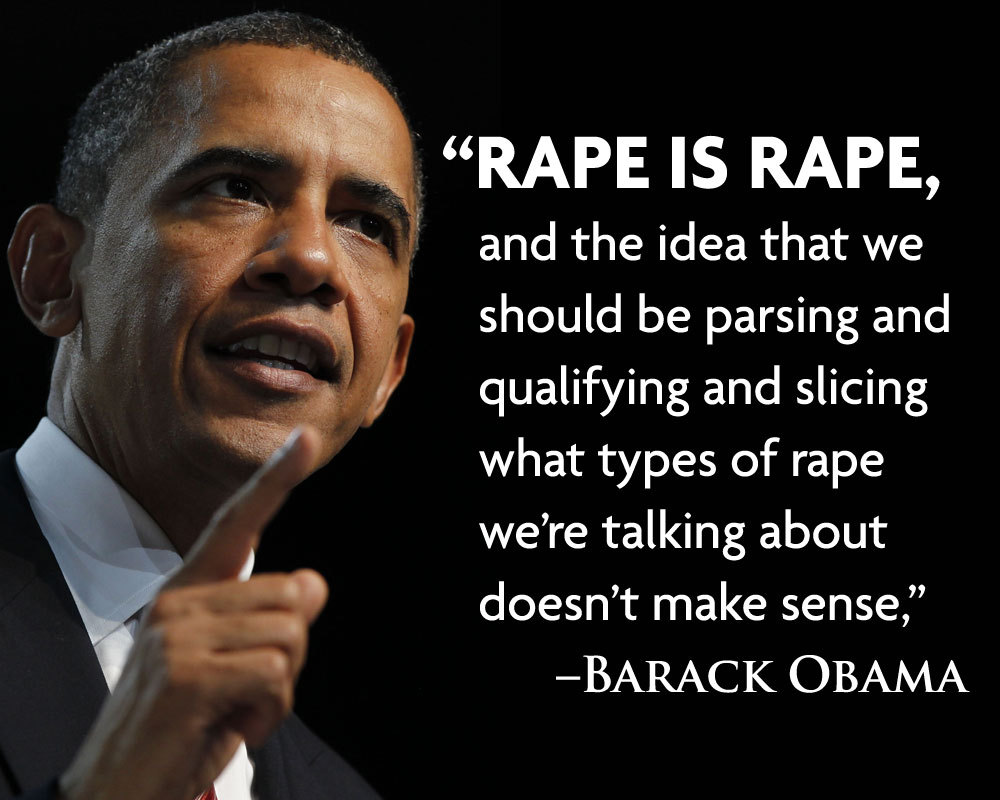 “RAPE IS RAPE,
and the idea that we
should be parsing and
qualifying and slicing
what types of rape
we’re talking about
doesn’t make sense,”
–BARACK OBAMA